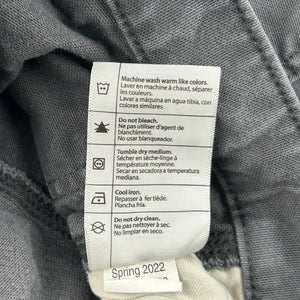 Machine wash warm like colors.
Laver en machine à chaud, séparer
les couleurs.
Lavar a máquina en agua tibia, con
colores similares.
Do not bleach.
Ne pas utiliser d'agent de
blanchiment.
No usar blanqueador.
Tumble dry medium.
Sécher en sèche-linge à
température moyenne.
Secar en secadora a temperatura
mediana.
Cool iron.
Repasser à fer tiède.
Planchar a fría.
Do not dry clean.
Ne pas nettoyer à sec.
No lavar en seco.
Spring 2022